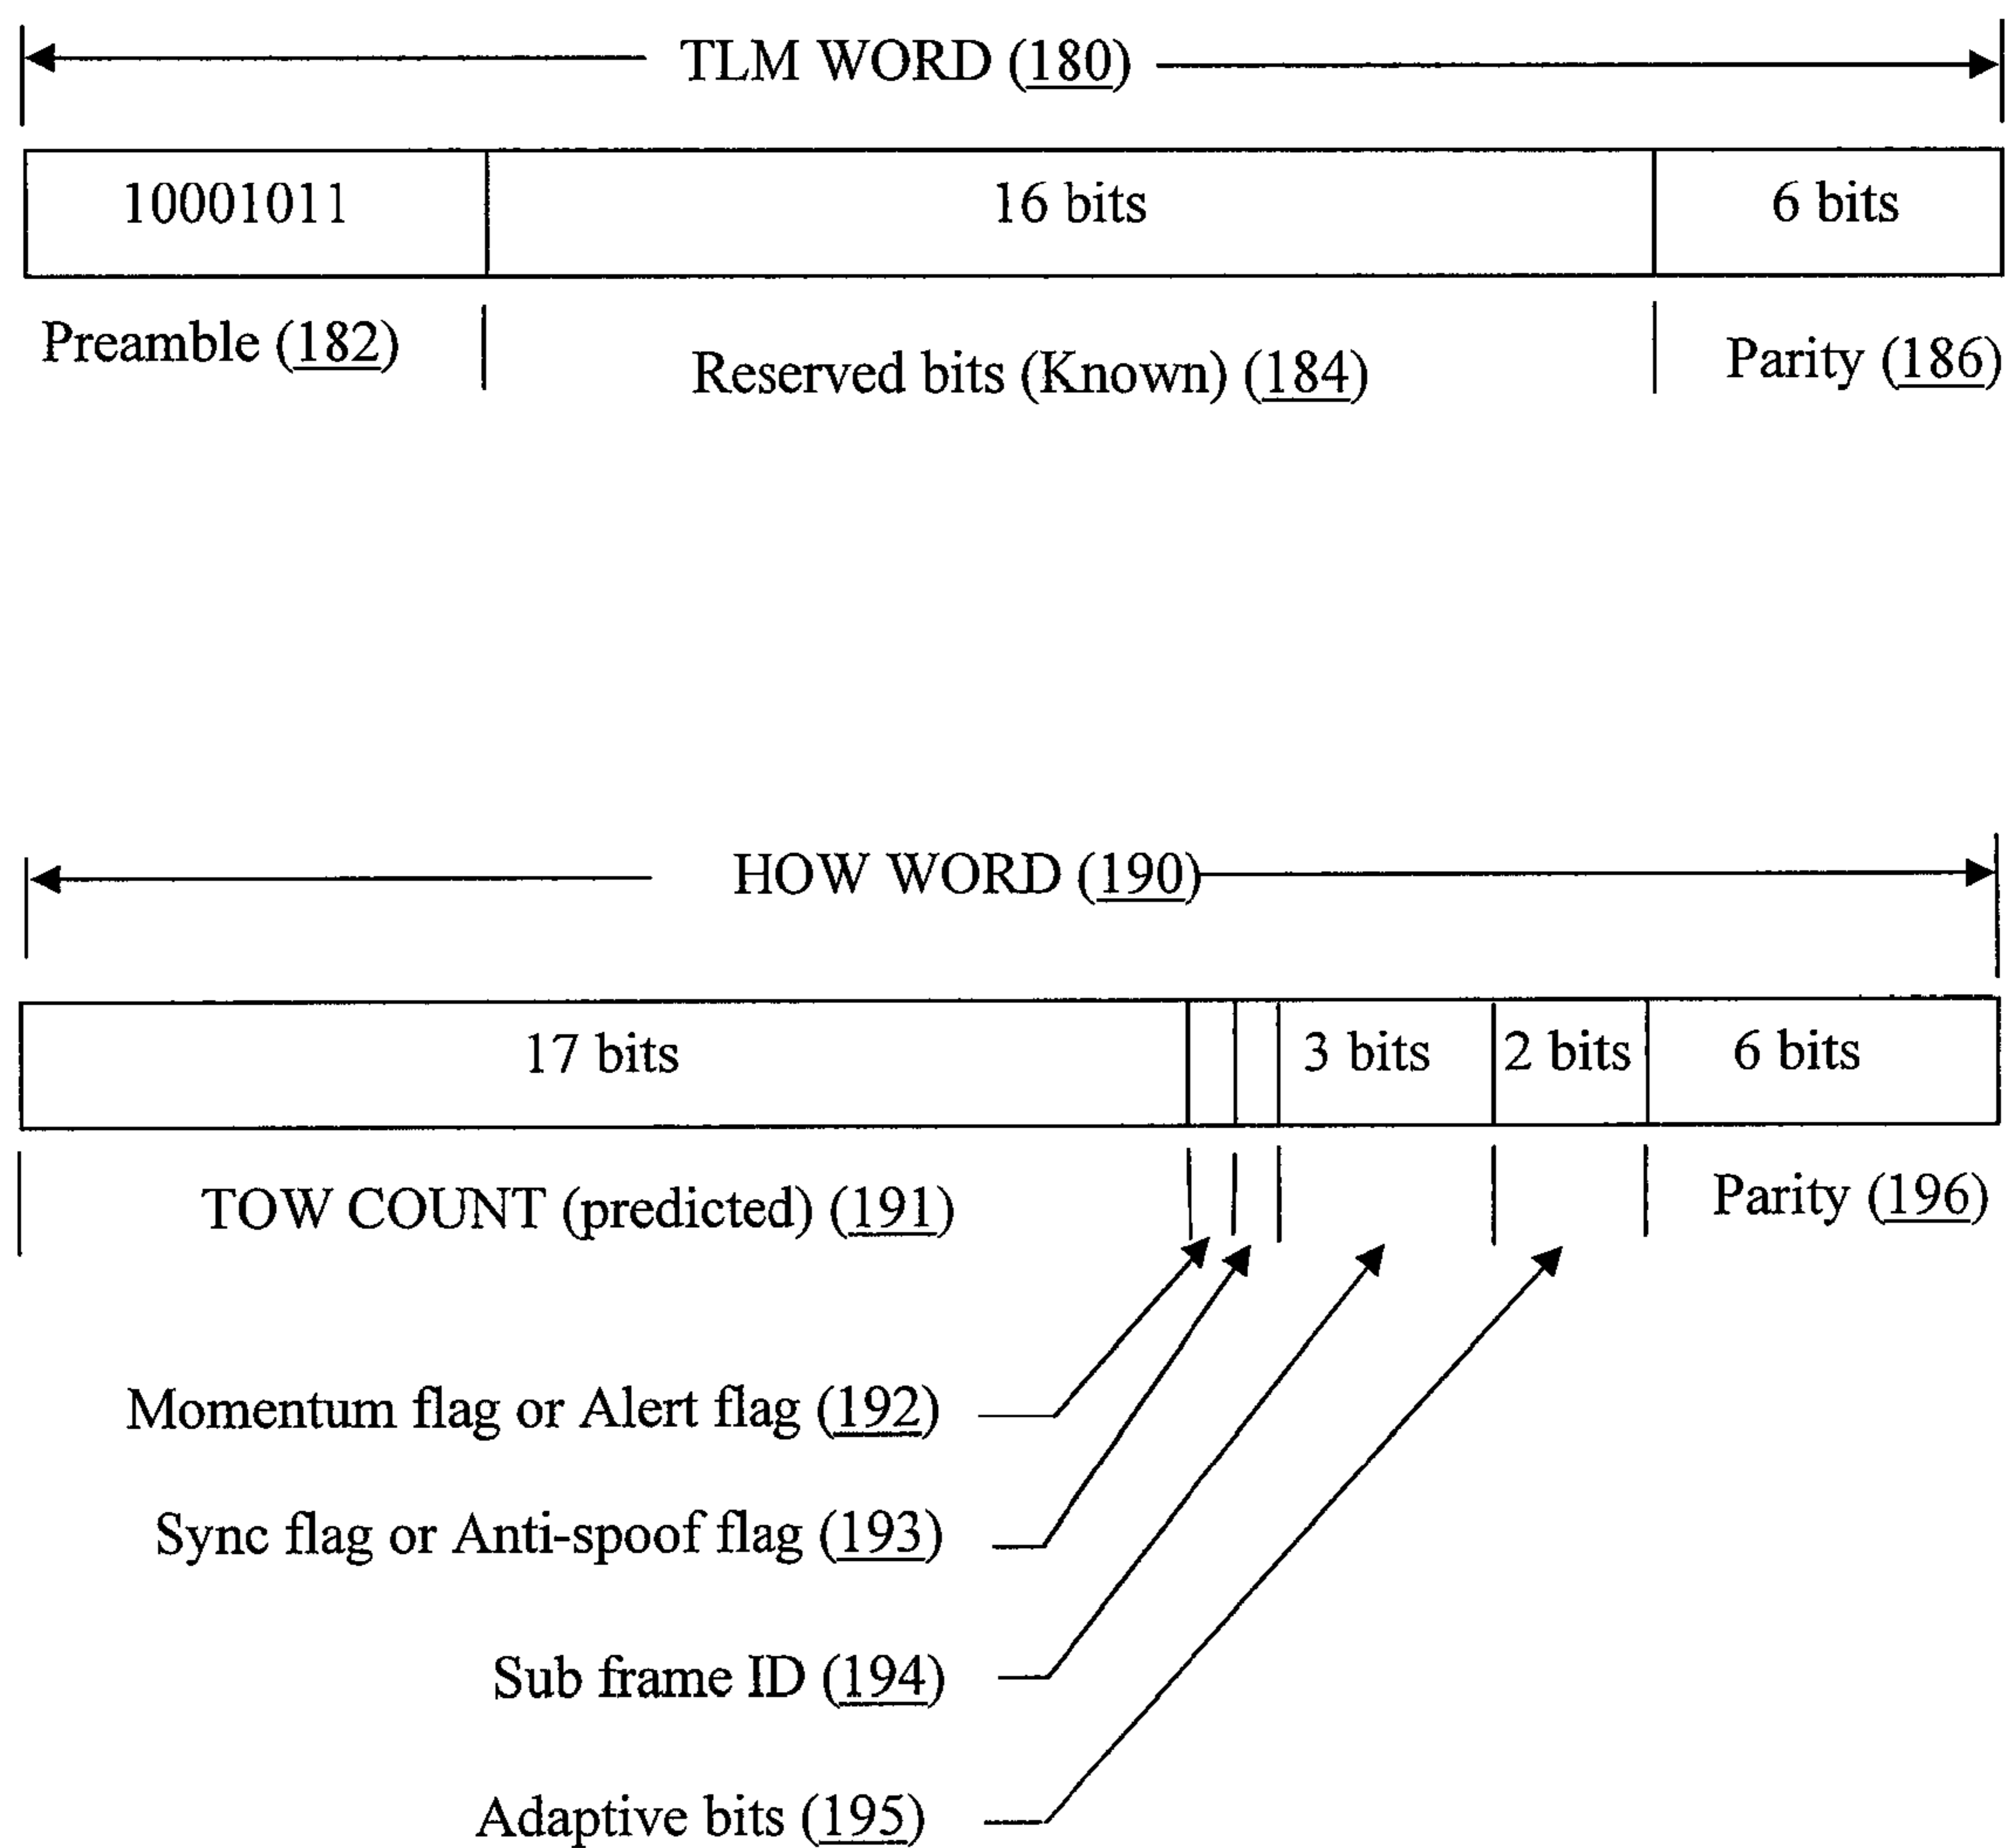 TLM WORD (180)
10001011 16 bits 6 bits
Preamble (182)
Reserved bits (Known) (184)
Parity (186)
HOW WORD (190)
17 bits 3 bits 2 bits 6 bits
TOW COUNT (predicted) (191)
Parity (196)
Momentum flag or Alert flag (192)
Sync flag or Anti-spoof flag (193)
Sub frame ID (194)
Adaptive bits (195)